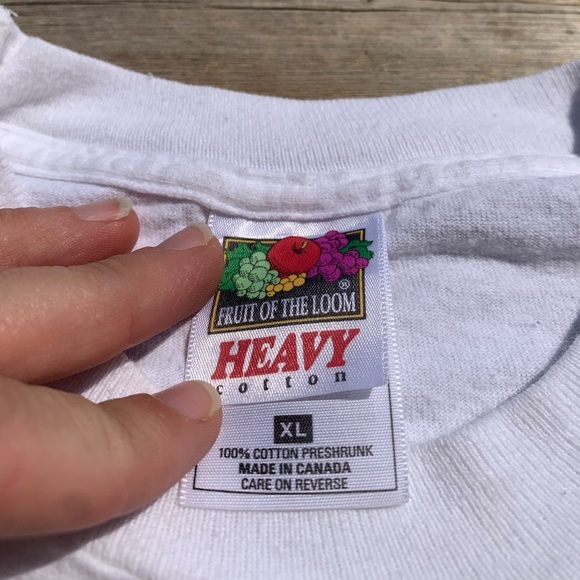 FRUIT OF THE LOOM
®
HEAVY
cotton
XL
100% COTTON PRESHRUNK
MADE IN CANADA
CARE ON REVERSE